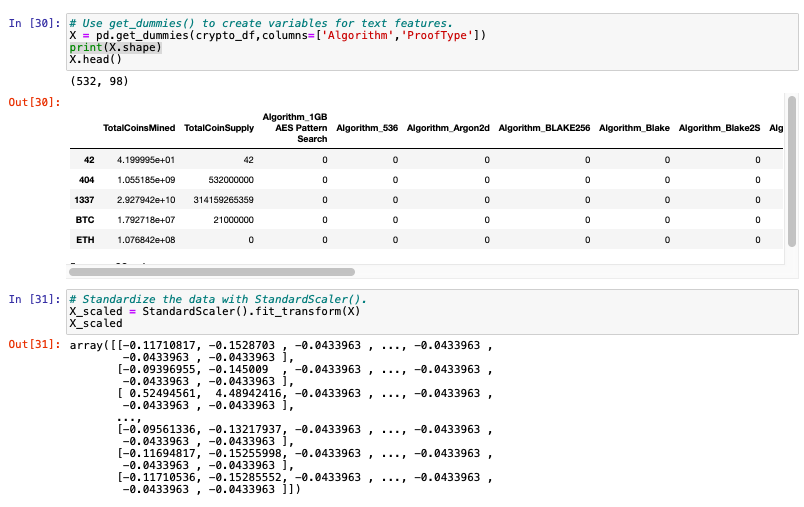 In [30]: # Use get_dummies() to create variables for text features.
X = pd.get_dummies(crypto_df,columns=['Algorithm','ProofType'])
print(X.shape)
X.head()
(532, 98)
Out[30]:
TotalCoinsMined TotalCoinSupply Algorithm_1GB AES Pattern Search Algorithm_536 Algorithm_Argon2d Algorithm_BLAKE256 Algorithm_Blake Algorithm_Blake2S Alg
42 4.199995e+01 42 0 0 0 0 0 0
404 1.055185e+09 532000000 0 0 0 0 0 0
1337 2.927942e+10 314159265359 0 0 0 0 0 0
BTC 1.792718e+07 21000000 0 0 0 0 0 0
ETH 1.076842e+08 0 0 0 0 0 0 0
In [31]: # Standardize the data with StandardScaler().
X_scaled = StandardScaler().fit_transform(X)
X_scaled
Out[31]: array([[-0.11710817, -0.1528703 , -0.0433963 , ..., -0.0433963 ,
-0.0433963 , -0.0433963 ],
[-0.09396955, -0.145009  , -0.0433963 , ..., -0.0433963 ,
-0.0433963 , -0.0433963 ],
[ 0.52494561,  4.48942416, -0.0433963 , ..., -0.0433963 ,
-0.0433963 , -0.0433963 ],
...,
[-0.09561336, -0.13217937, -0.0433963 , ..., -0.0433963 ,
-0.0433963 , -0.0433963 ],
[-0.11694817, -0.15255998, -0.0433963 , ..., -0.0433963 ,
-0.0433963 , -0.0433963 ],
[-0.11710536, -0.15285552, -0.0433963 , ..., -0.0433963 ,
-0.0433963 , -0.0433963 ]])